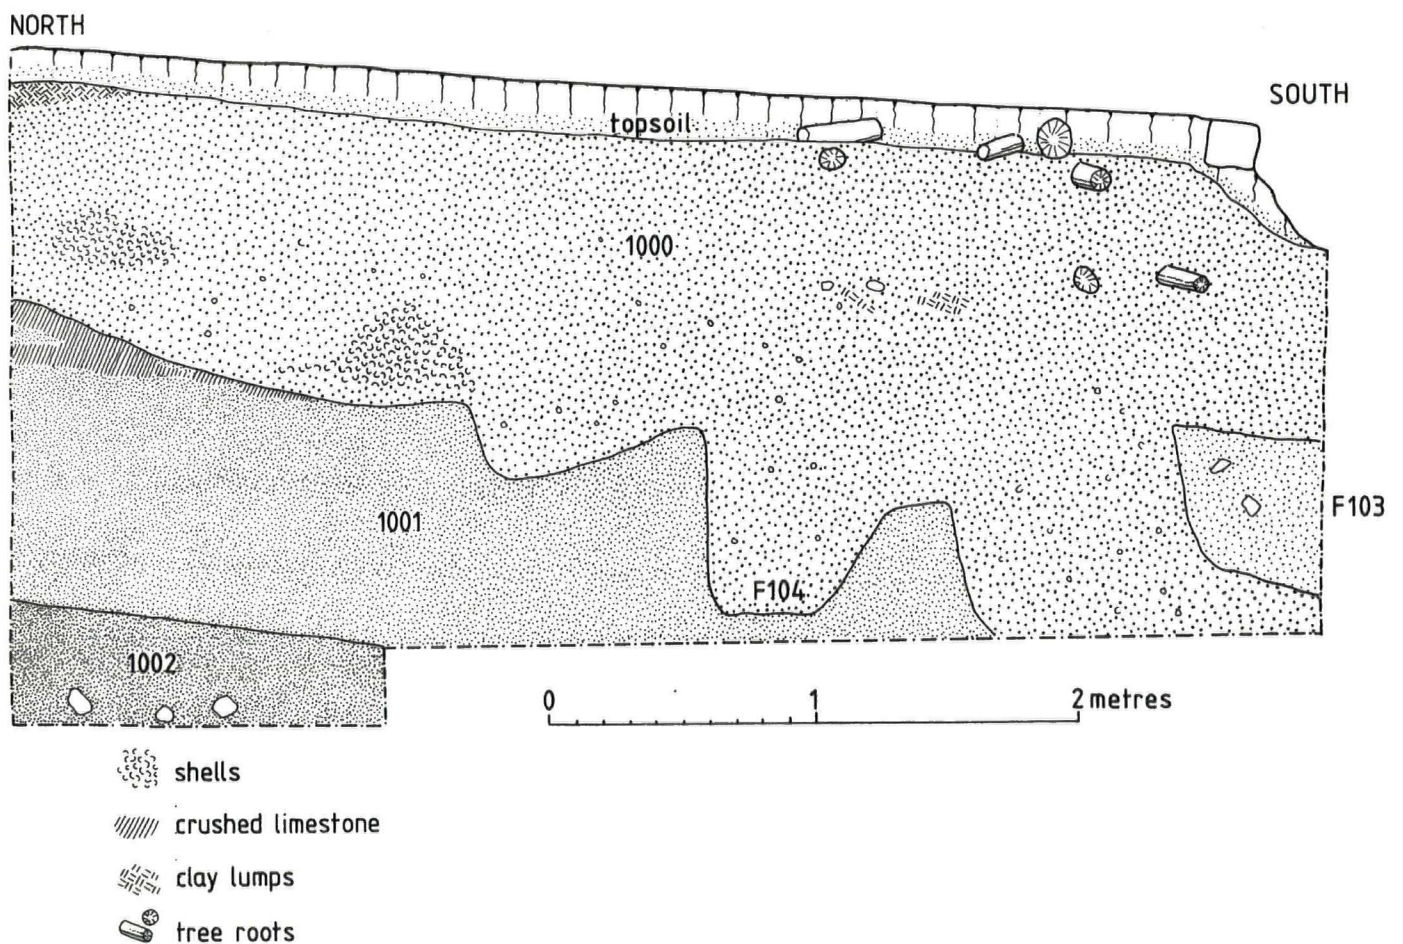 NORTH
SOUTH
topsoil
1000
1001
F103
F104
1002
0 1 2 metres
shells
crushed limestone
clay lumps
tree roots